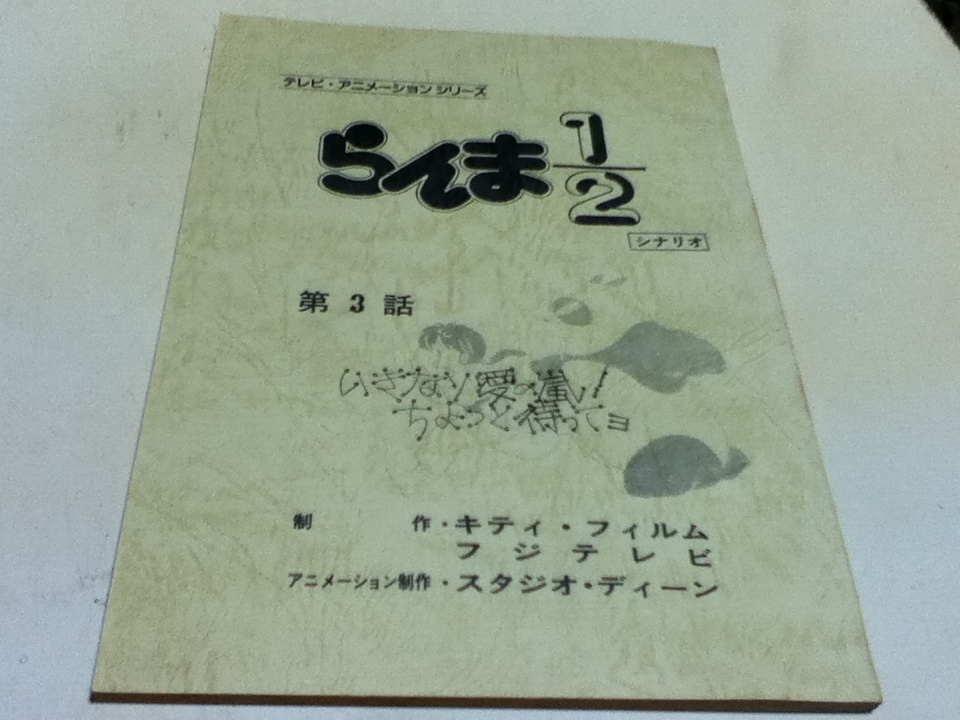 テレビ・アニメーションシリーズ
らんま1/2
シナリオ
第3話
いきなり愛の嵐!
ちょっと待ってョ
制作・キティ・フィルム
フジテレビ
アニメーション制作・スタジオ・ディーン